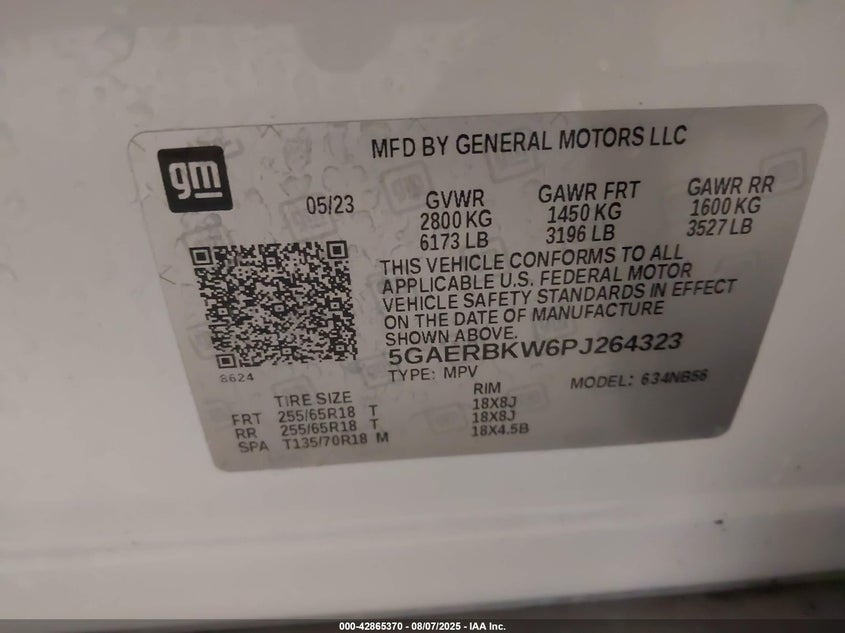 gm
MFD BY GENERAL MOTORS LLC
05/23
GVWR
2800 KG
6173 LB
GAWR FRT
1450 KG
3196 LB
GAWR RR
1600 KG
3527 LB
THIS VEHICLE CONFORMS TO ALL
APPLICABLE U.S. FEDERAL MOTOR
VEHICLE SAFETY STANDARDS IN EFFECT
ON THE DATE OF MANUFACTURE
SHOWN ABOVE.
5GAERBKW6PJ264323
8624
TYPE: MPV
MODEL: 634NB56
TIRE SIZE
RIM
FRT 255/65R18 T 18X8J
RR 255/65R18 T 18X8J
SPA T135/70R18 M 18X4.5B
000-42865370 - 08/07/2025 - IAA Inc.